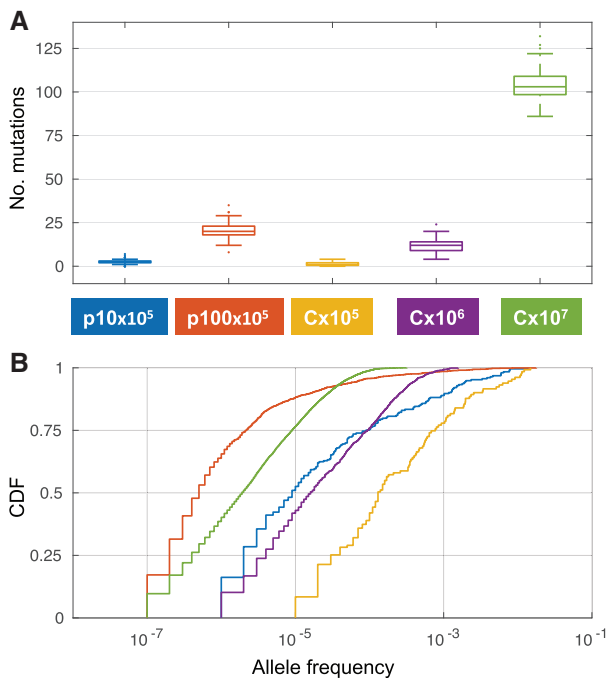 A
No. mutations
125
100
75
50
25
0
p10x10⁵ p100x10⁵ Cx10⁵ Cx10⁶ Cx10⁷
B
CDF
1
0.75
0.5
0.25
0
10⁻⁷ 10⁻⁵ 10⁻³ 10⁻¹
Allele frequency